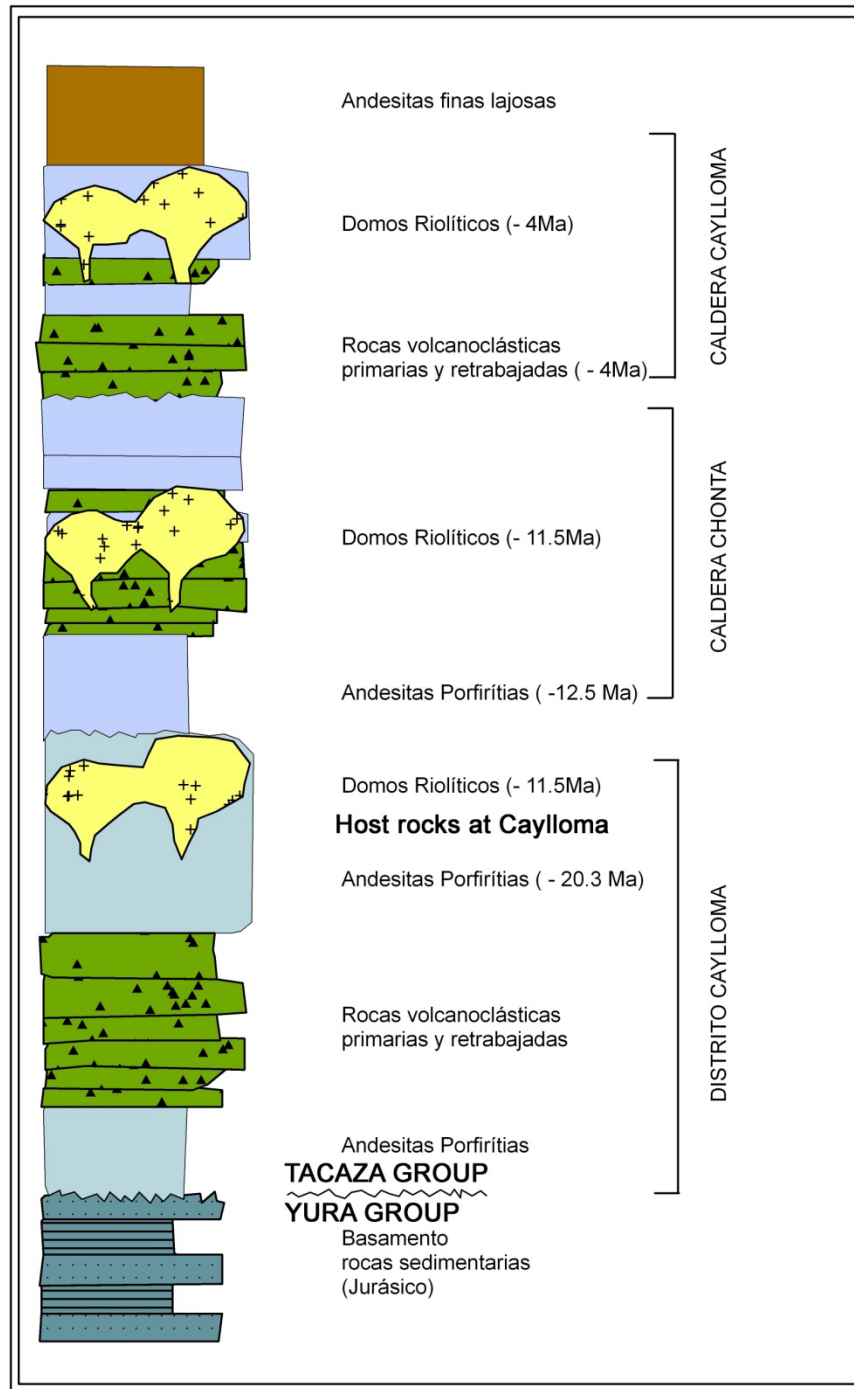 Andesitas finas lajosas
Domos Riolíticos (- 4Ma)
Rocas volcanoclásticas
primarias y retrabajadas ( - 4Ma)
CALDERA CAYLLOMA
Domos Riolíticos (- 11.5Ma)
Andesitas Porfirítias ( -12.5 Ma)
CALDERA CHONTA
Domos Riolíticos (- 11.5Ma)
Host rocks at Caylloma
Andesitas Porfirítias ( - 20.3 Ma)
Rocas volcanoclásticas
primarias y retrabajadas
Andesitas Porfirítias
TACAZA GROUP
YURA GROUP
Basamento
rocas sedimentarias
(Jurásico)
DISTRITO CAYLLOMA